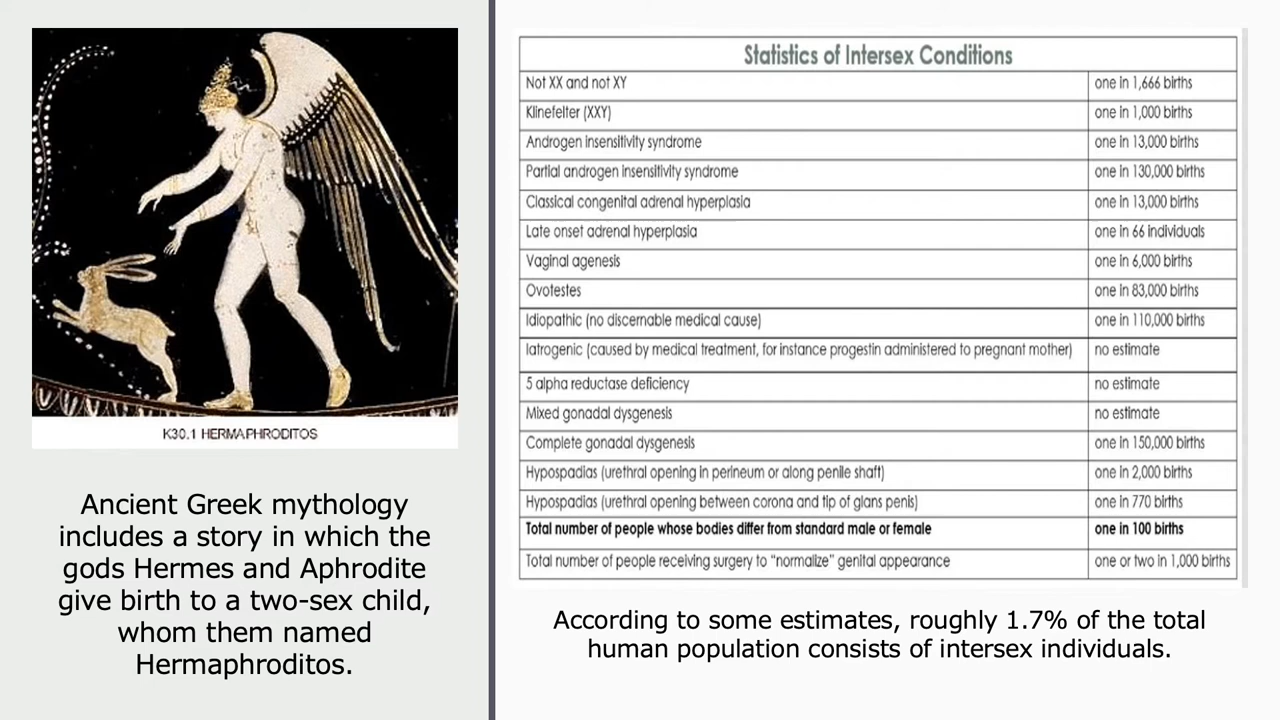 K30.1 HERMAPHRODITOS
Ancient Greek mythology
includes a story in which the
gods Hermes and Aphrodite
give birth to a two-sex child,
whom them named
Hermaphroditos.
Statistics of Intersex Conditions
Not XX and not XY one in 1,666 births
Klinefelter (XXY) one in 1,000 births
Androgen insensitivity syndrome one in 13,000 births
Partial androgen insensitivity syndrome one in 130,000 births
Classical congenital adrenal hyperplasia one in 13,000 births
Late onset adrenal hyperplasia one in 66 individuals
Vaginal agenesis one in 6,000 births
Ovotestes one in 83,000 births
Idiopathic (no discernable medical cause) one in 110,000 births
Iatrogenic (caused by medical treatment, for instance progestin administered to pregnant mother) no estimate
5 alpha reductase deficiency no estimate
Mixed gonadal dysgenesis no estimate
Complete gonadal dysgenesis one in 150,000 births
Hypospadias (urethral opening in perineum or along penile shaft) one in 2,000 births
Hypospadias (urethral opening between corona and tip of glans penis) one in 770 births
Total number of people whose bodies differ from standard male or female one in 100 births
Total number of people receiving surgery to "normalize" genital appearance one or two in 1,000 births
According to some estimates, roughly 1.7% of the total
human population consists of intersex individuals.